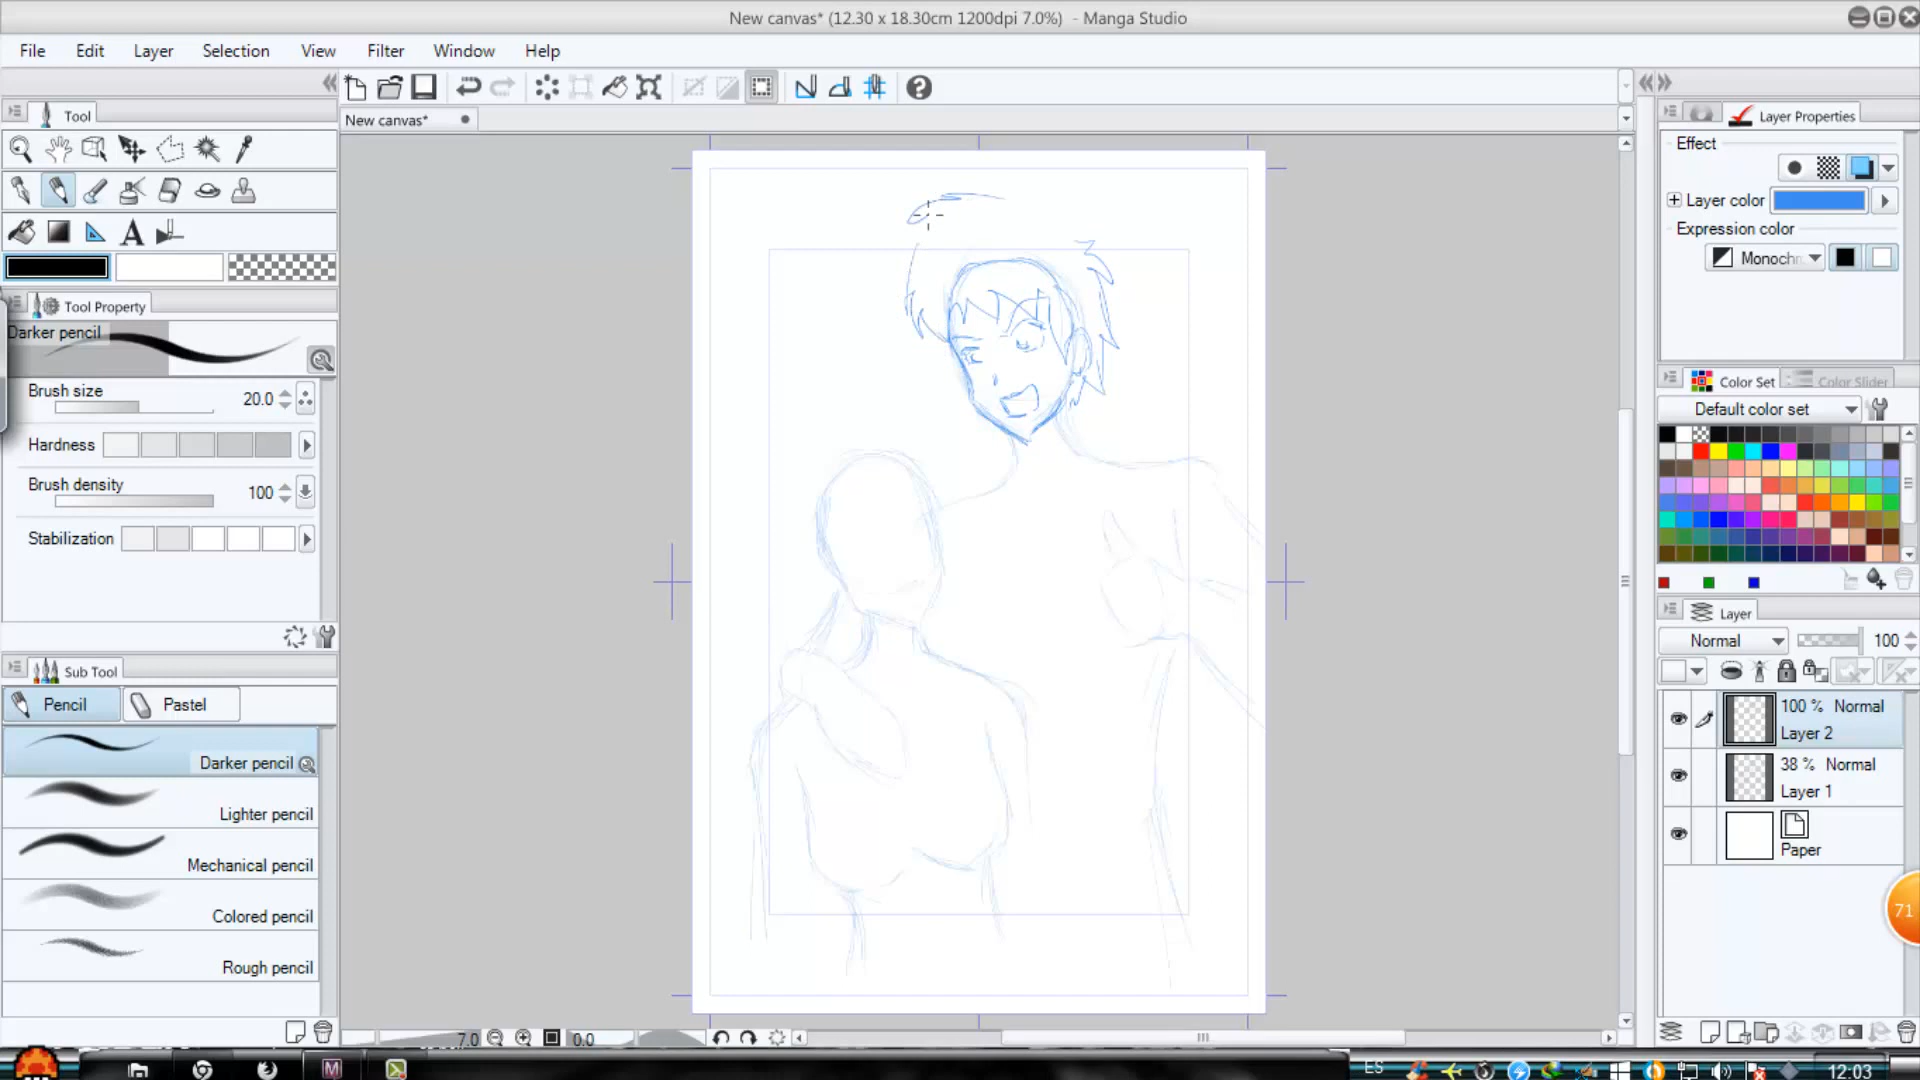 New canvas* (12.30 x 18.30cm 1200dpi 7.0%) - Manga Studio
File Edit Layer Selection View Filter Window Help
Tool
New canvas*
Layer Properties
Effect
Layer color
Expression color
Tool Property
Darker pencil
Brush size 20.0
Hardness
Brush density 100
Stabilization
Color Set Color Slider
Default color set
Sub Tool
Pencil Pastel
Darker pencil
Lighter pencil
Mechanical pencil
Colored pencil
Rough pencil
Layer
Normal 100
100 % Normal
Layer 2
38 % Normal
Layer 1
Paper
71
7.0 0.0
ES 12:03